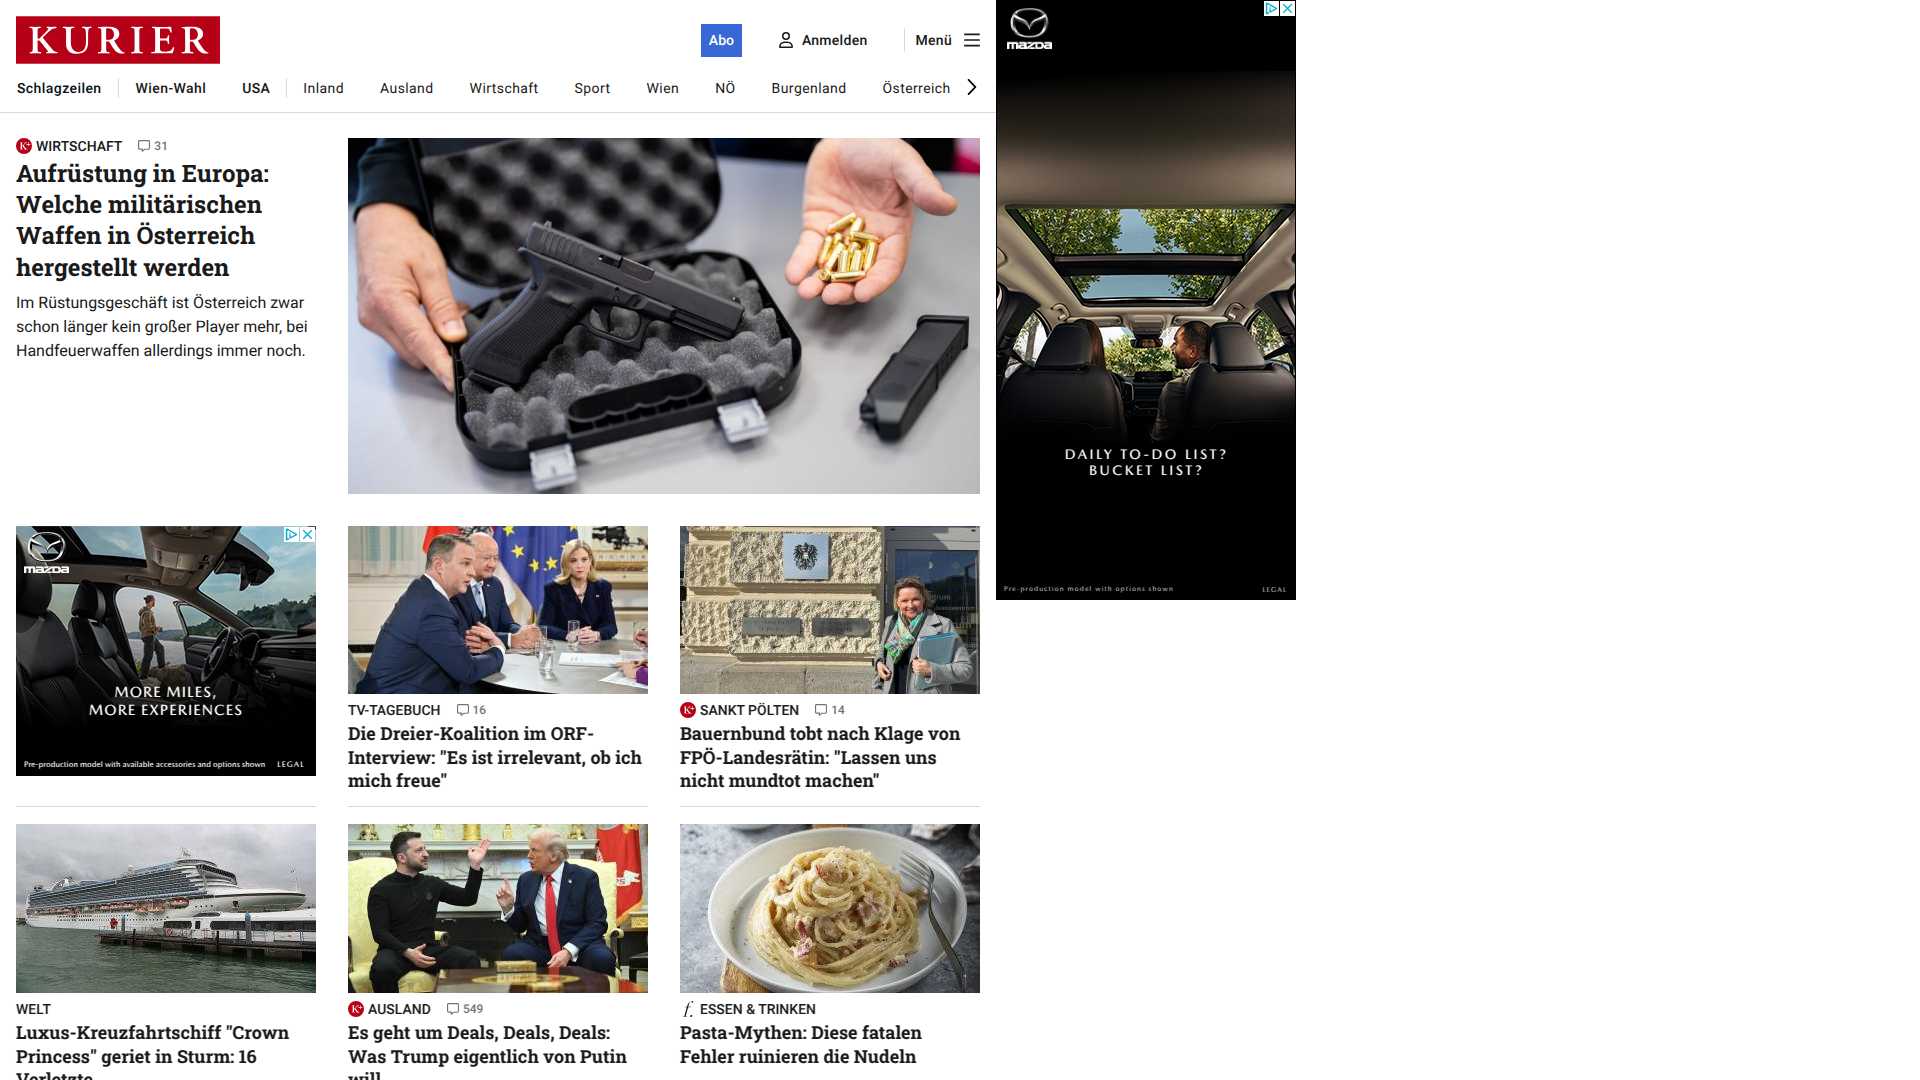 KURIER
Abo
Anmelden
Menü
Schlagzeilen
Wien-Wahl
USA
Inland
Ausland
Wirtschaft
Sport
Wien
NÖ
Burgenland
Österreich
K+ WIRTSCHAFT 31
Aufrüstung in Europa:
Welche militärischen
Waffen in Österreich
hergestellt werden
Im Rüstungsgeschäft ist Österreich zwar
schon länger kein großer Player mehr, bei
Handfeuerwaffen allerdings immer noch.
mazda
DAILY TO-DO LIST?
BUCKET LIST?
Pre-production model with options shown
LEGAL
mazda
MORE MILES,
MORE EXPERIENCES
Pre-production model with available accessories and options shown
LEGAL
TV-TAGEBUCH 16
Die Dreier-Koalition im ORF-
Interview: "Es ist irrelevant, ob ich
mich freue"
K+ SANKT PÖLTEN 14
Bauernbund tobt nach Klage von
FPÖ-Landesrätin: "Lassen uns
nicht mundtot machen"
WELT
Luxus-Kreuzfahrtschiff "Crown
Princess" geriet in Sturm: 16
Verletzte
K+ AUSLAND 549
Es geht um Deals, Deals, Deals:
Was Trump eigentlich von Putin
will
f. ESSEN & TRINKEN
Pasta-Mythen: Diese fatalen
Fehler ruinieren die Nudeln